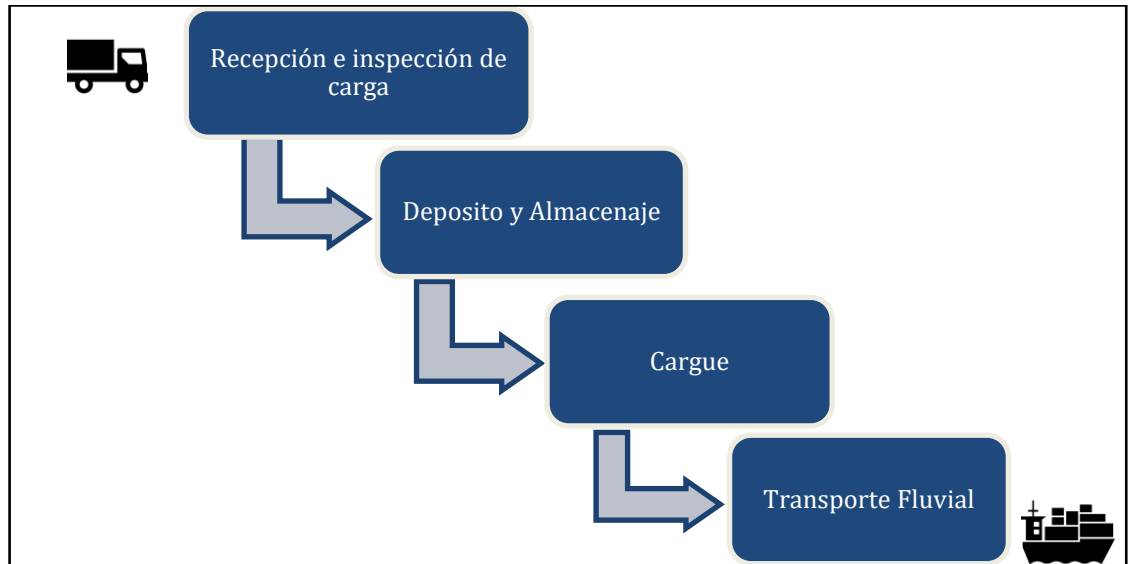 Recepción e inspección de
carga
Deposito y Almacenaje
Cargue
Transporte Fluvial